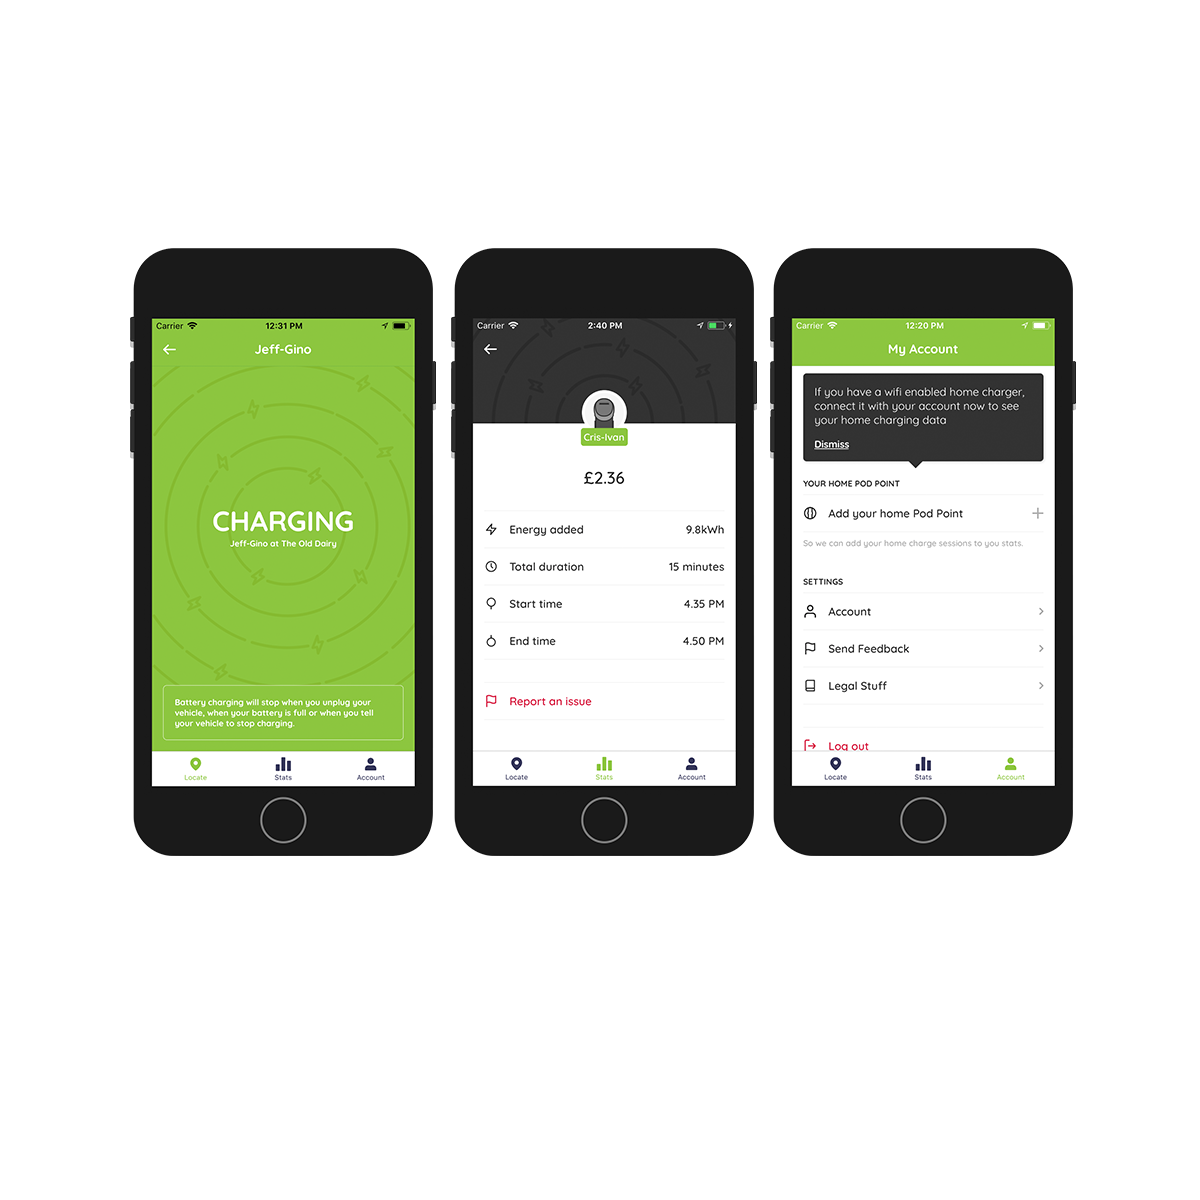 Carrier 12:31 PM
Jeff-Gino
CHARGING
Jeff-Gino at The Old Dairy
Battery charging will stop when you unplug your
vehicle, when your battery is full or when you tell
your vehicle to stop charging.
Locate Stats Account
Carrier 2:40 PM
Cris-Ivan
£2.36
Energy added 9.8kWh
Total duration 15 minutes
Start time 4.35 PM
End time 4.50 PM
Report an issue
Locate Stats Account
Carrier 12:20 PM
My Account
If you have a wifi enabled home charger,
connect it with your account now to see
your home charging data
Dismiss
YOUR HOME POD POINT
Add your home Pod Point
So we can add your home charge sessions to you stats.
SETTINGS
Account
Send Feedback
Legal Stuff
Log out
Locate Stats Account